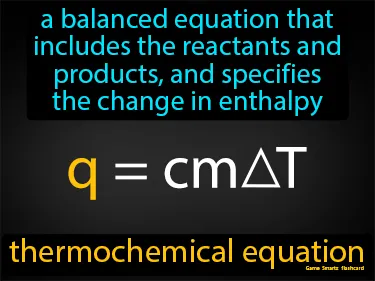 a balanced equation that
includes the reactants and
products, and specifies
the change in enthalpy
q = cm△T
thermochemical equation
Game Smartz flashcard